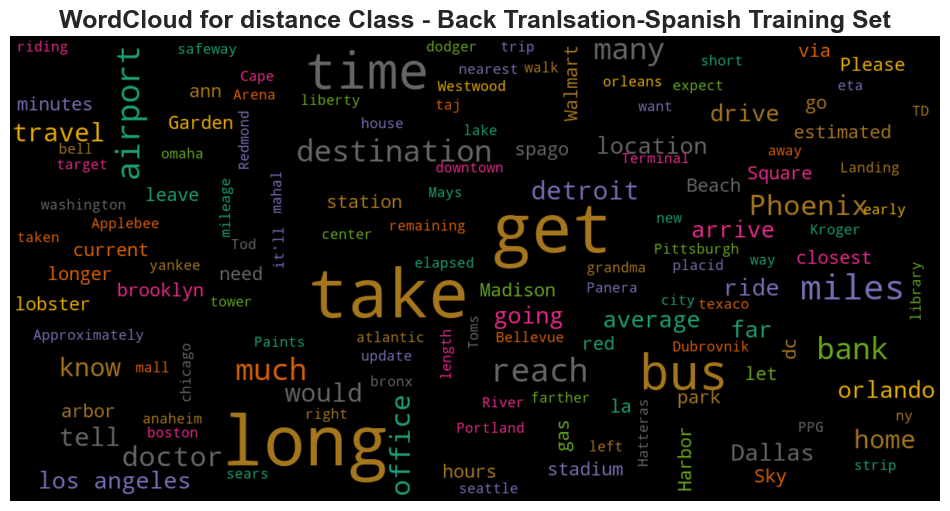 WordCloud for distance Class - Back Tranlsation-Spanish Training Set
riding
safeway
dodger
trip
many
via
airport
time
nearest
walk
Walmart
short
Please
Cape
Westwood
orleans
expect
eta
minutes
ann
Arena
liberty
taj
want
drive
go
TD
travel
Garden
Redmond
house
lake
estimated
bell
omaha
destination
spago
location
away
target
downtown
Terminal
Square
Landing
leave
mileage
it'll
mahal
Mays
detroit
Beach
washington
station
get
new
Phoenix
early
Applebee
remaining
arrive
Kroger
taken
current
Tod
center
Pittsburgh
closest
longer
yankee
need
elapsed
grandma
placid
way
library
brooklyn
take
Madison
Panera
ride
miles
lobster
tower
city
texaco
Approximately
Paints
atlantic
length
Toms
going
average
far
Bellevue
red
Dubrovnik
dc
bank
know
mall
chicago
much
update
reach
bus
let
would
bronx
orlando
arbor
anaheim
long
right
office
River
farther
la
park
ny
tell
boston
Portland
gas
Hatteras
Harbor
PPG
home
doctor
left
Dallas
los angeles
sears
hours
stadium
Sky
strip
seattle